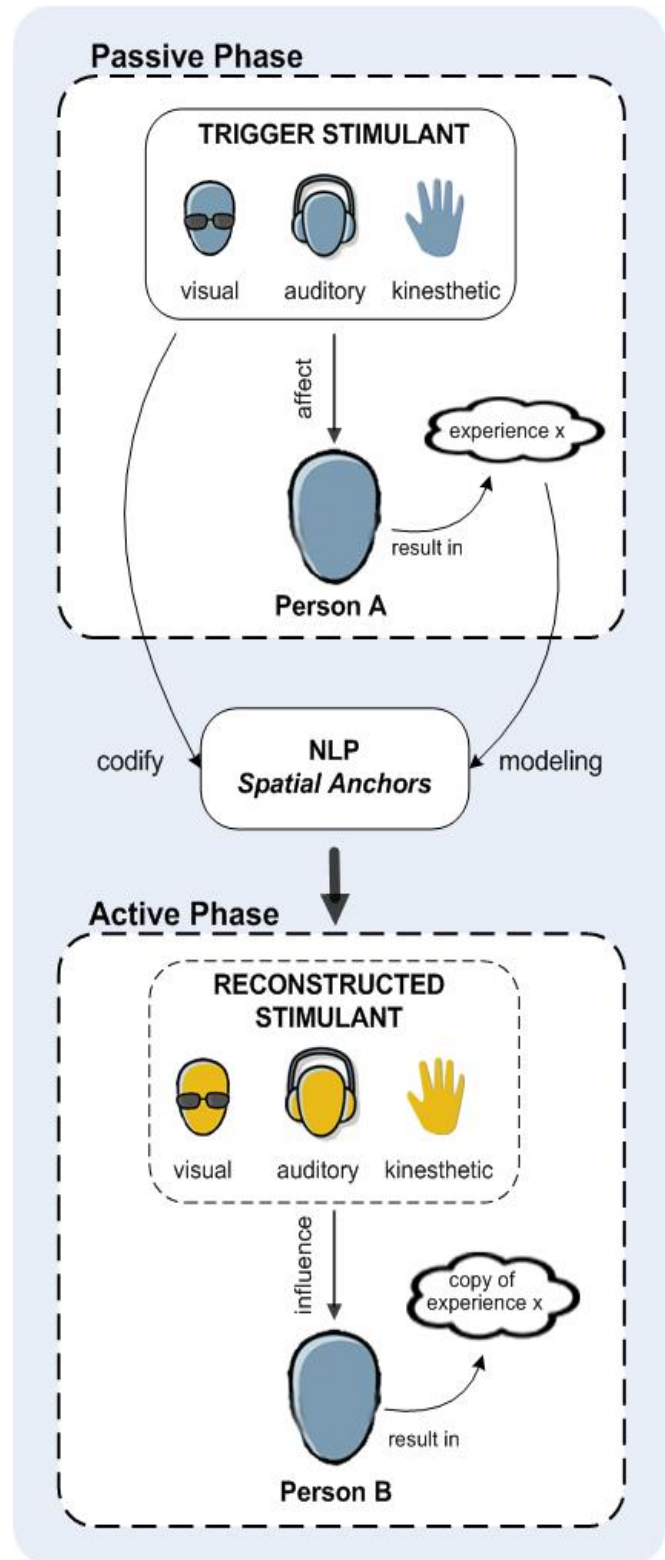 Passive Phase
TRIGGER STIMULANT
visual auditory kinesthetic
affect
experience x
result in
Person A
codify
NLP
Spatial Anchors
modeling
Active Phase
RECONSTRUCTED
STIMULANT
visual auditory kinesthetic
influence
copy of
experience x
result in
Person B